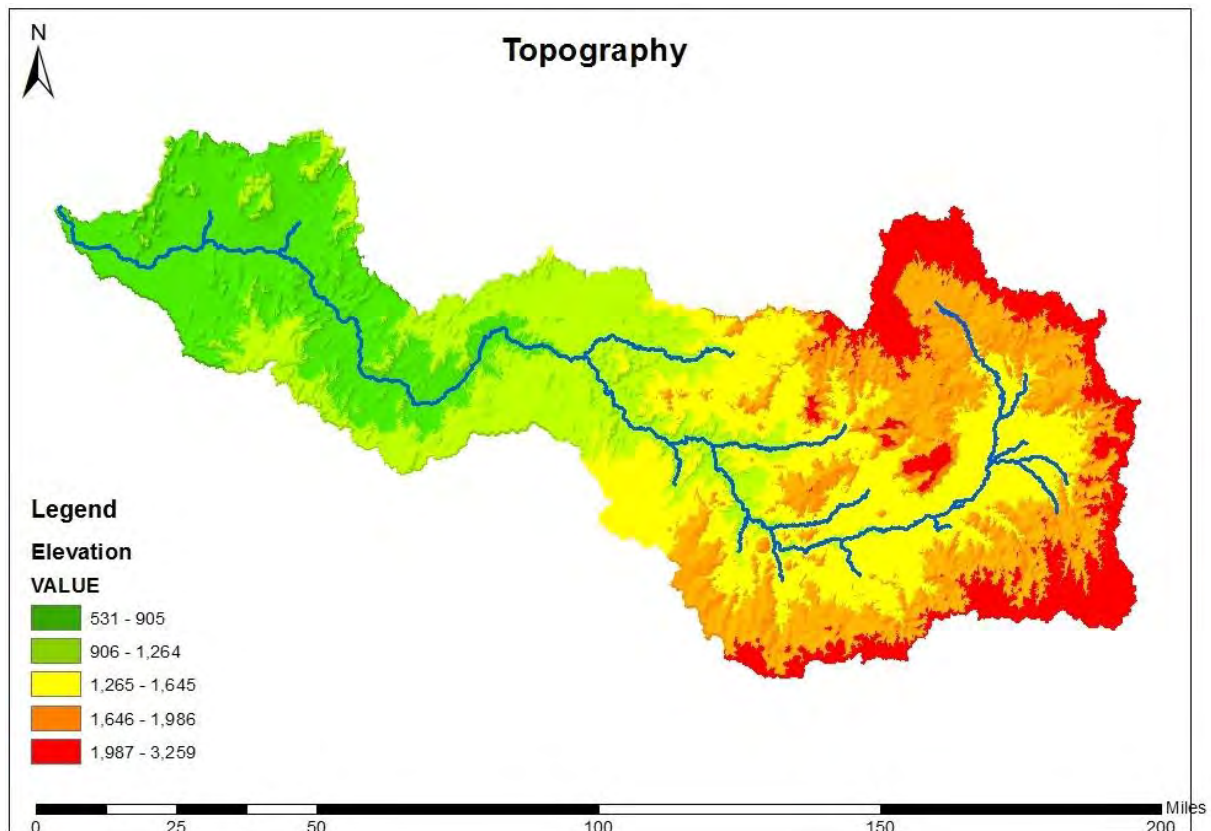 N
Topography
Legend
Elevation
VALUE
531 - 905
906 - 1,264
1,265 - 1,645
1,646 - 1,986
1,987 - 3,259
Miles
0 25 50 100 150 200